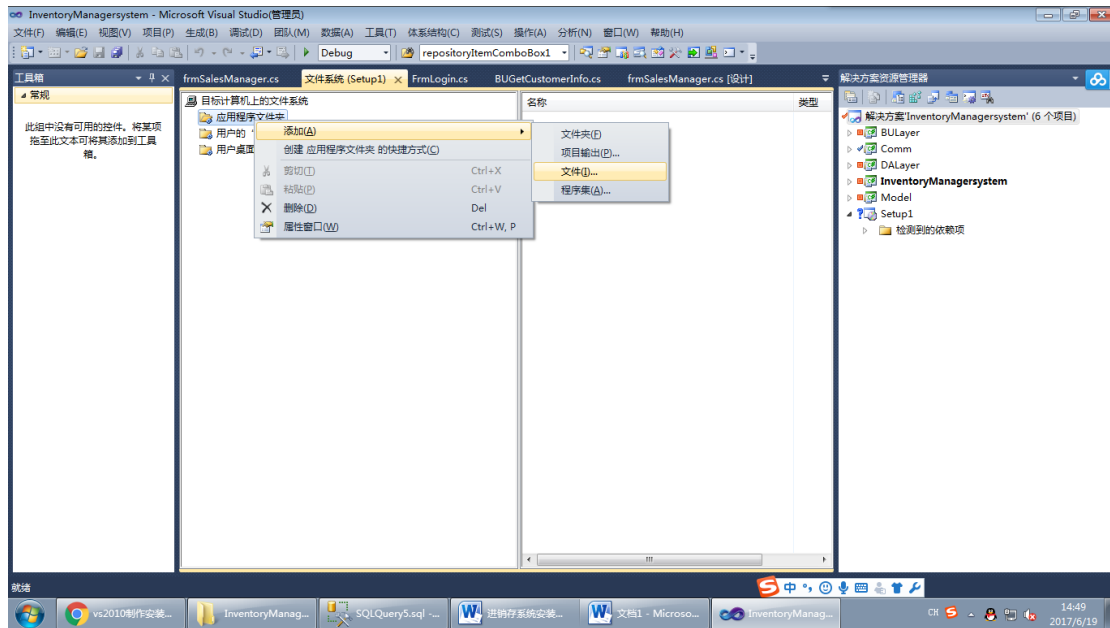 InventoryManagersystem - Microsoft Visual Studio(管理员)
文件(F) 编辑(E) 视图(V) 项目(P) 生成(B) 调试(D) 团队(M) 数据(A) 工具(T) 体系结构(C) 测试(S) 操作(A) 分析(N) 窗口(W) 帮助(H)
Debug repositoryItemComboBox1
工具箱
常规
此组中没有可用的控件。将某项
拖至此文本可将其添加到工具
箱。
frmSalesManager.cs 文件系统 (Setup1) FrmLogin.cs BUGetCustomerInfo.cs frmSalesManager.cs [设计]
目标计算机上的文件系统
应用程序文件夹
用户的
用户桌面
名称 类型
添加(A)
创建 应用程序文件夹 的快捷方式(C)
剪切(T) Ctrl+X
粘贴(P) Ctrl+V
删除(D) Del
属性窗口(W) Ctrl+W, P
文件夹(F)
项目输出(P)...
文件(I)...
程序集(A)...
解决方案资源管理器
解决方案'InventoryManagersystem' (6 个项目)
BULayer
Comm
DALayer
InventoryManagersystem
Model
Setup1
检测到的依赖项
就绪
中
vs2010制作安装...
InventoryManag...
SQLQuery5.sql -...
进销存系统安装...
文档1 - Microso...
InventoryManag...
CH
14:49
2017/6/19